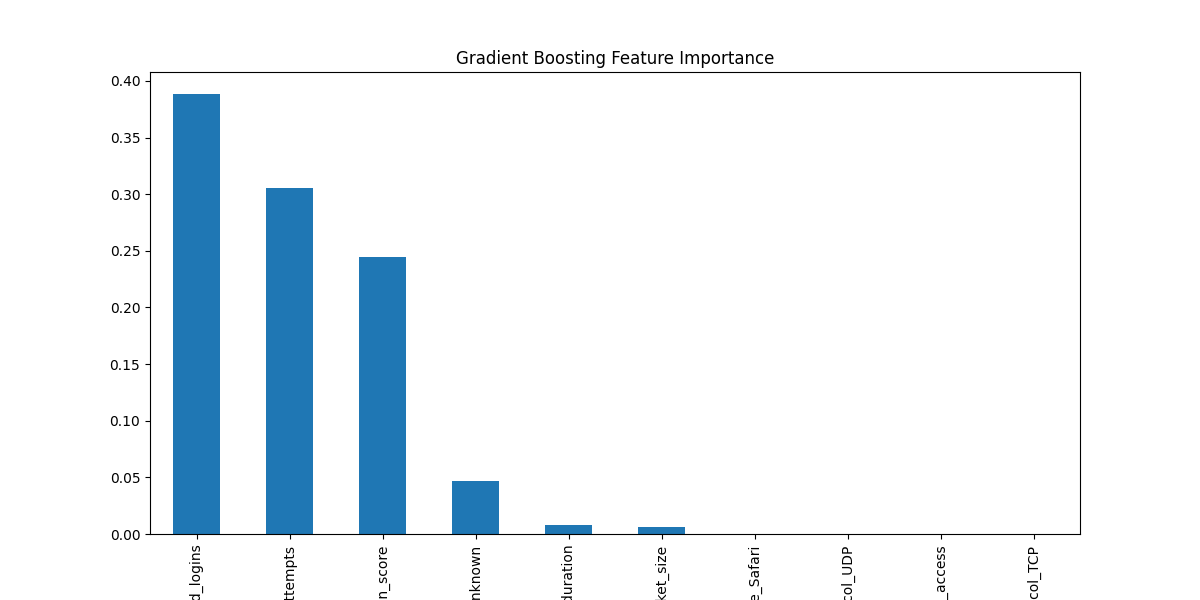 Gradient Boosting Feature Importance
0.40
0.35
0.30
0.25
0.20
0.15
0.10
0.05
0.00
d_logins
ttempts
n_score
nknown
duration
ket_size
e_Safari
col_UDP
_access
col_TCP